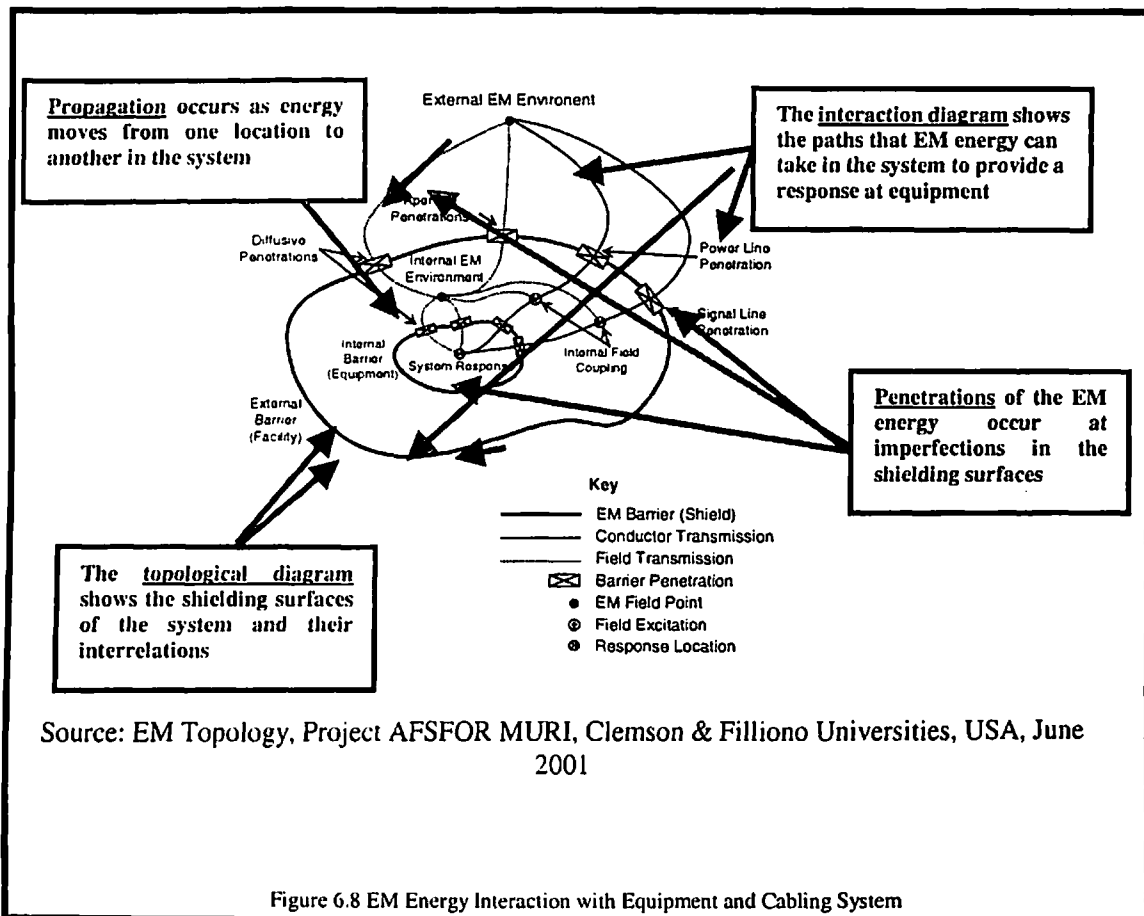 Propagation occurs as energy
moves from one location to
another in the system
External EM Environent
The interaction diagram shows
the paths that EM energy can
take in the system to provide a
response at equipment
Penetrations
Diffusive
Penetrations
Internal EM
Environment
Power Line
Penetration
Signal Line
Penetration
Internal
Barrier
(Equipment)
System Response
Internal Field
Coupling
External
Barrier
(Facility)
Penetrations of the EM
energy occur at
imperfections in the
shielding surfaces
The topological diagram
shows the shielding surfaces
of the system and their
interrelations
Key
EM Barrier (Shield)
Conductor Transmission
Field Transmission
Barrier Penetration
EM Field Point
Field Excitation
Response Location
Source: EM Topology, Project AFSFOR MURI, Clemson & Filliono Universities, USA, June
2001
Figure 6.8 EM Energy Interaction with Equipment and Cabling System